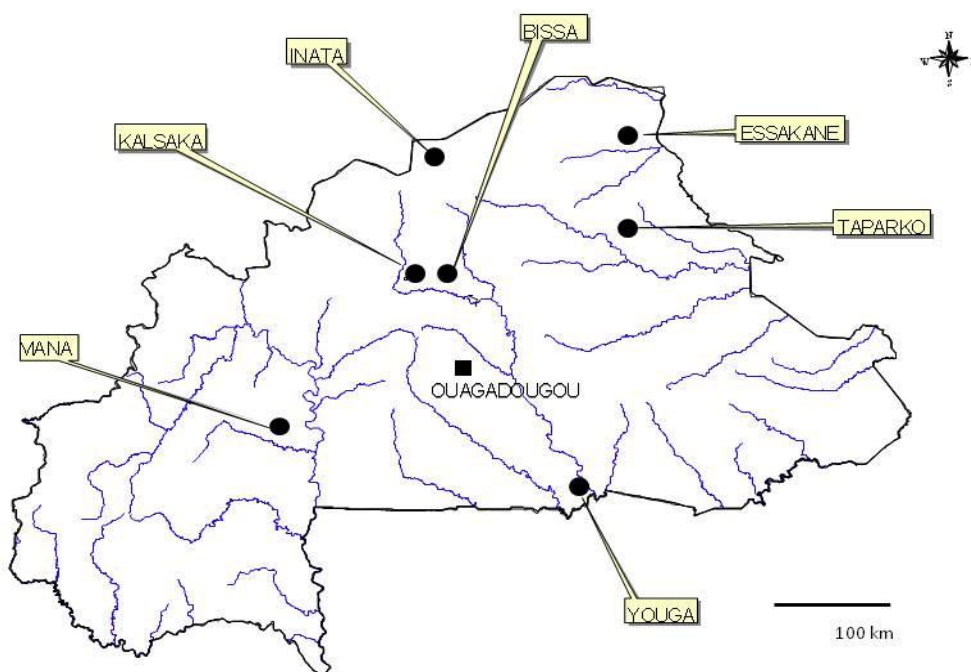 BISSA
INATA
N
W
S
ESSAKANE
KALSAKA
TAPARKO
MANA
OUAGADOUGOU
YOUGA
100 km